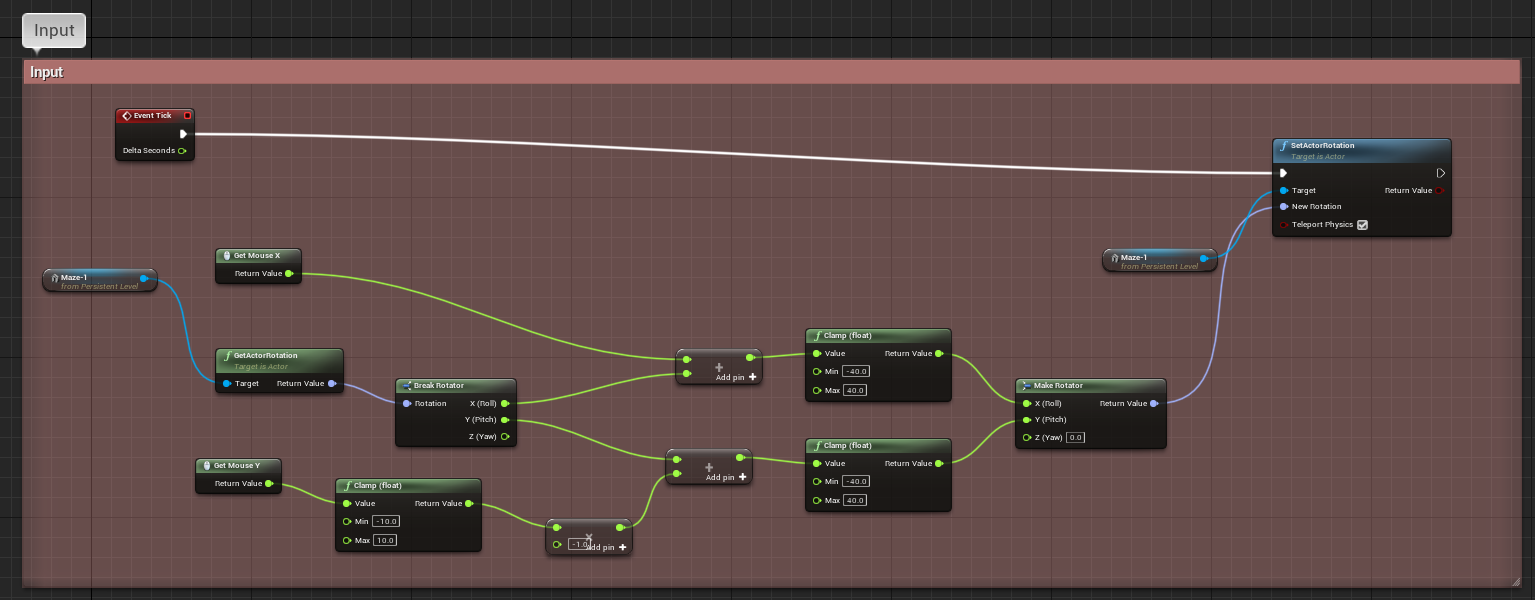 Input
Input
Event Tick
Delta Seconds
SetActorRotation
Target is Actor
Target
Return Value
New Rotation
Teleport Physics
Get Mouse X
Return Value
Maze-1
from Persistent Level
Maze-1
from Persistent Level
GetActorRotation
Target is Actor
Target
Return Value
Break Rotator
Rotation
X (Roll)
Y (Pitch)
Z (Yaw)
Add pin
Clamp (float)
Value
Return Value
Min -40.0
Max 40.0
Make Rotator
X (Roll)
Return Value
Y (Pitch)
Z (Yaw) 0.0
Add pin
Clamp (float)
Value
Return Value
Min -40.0
Max 40.0
Get Mouse Y
Return Value
Clamp (float)
Value
Return Value
Min -10.0
Max 10.0
-1.0
Add pin